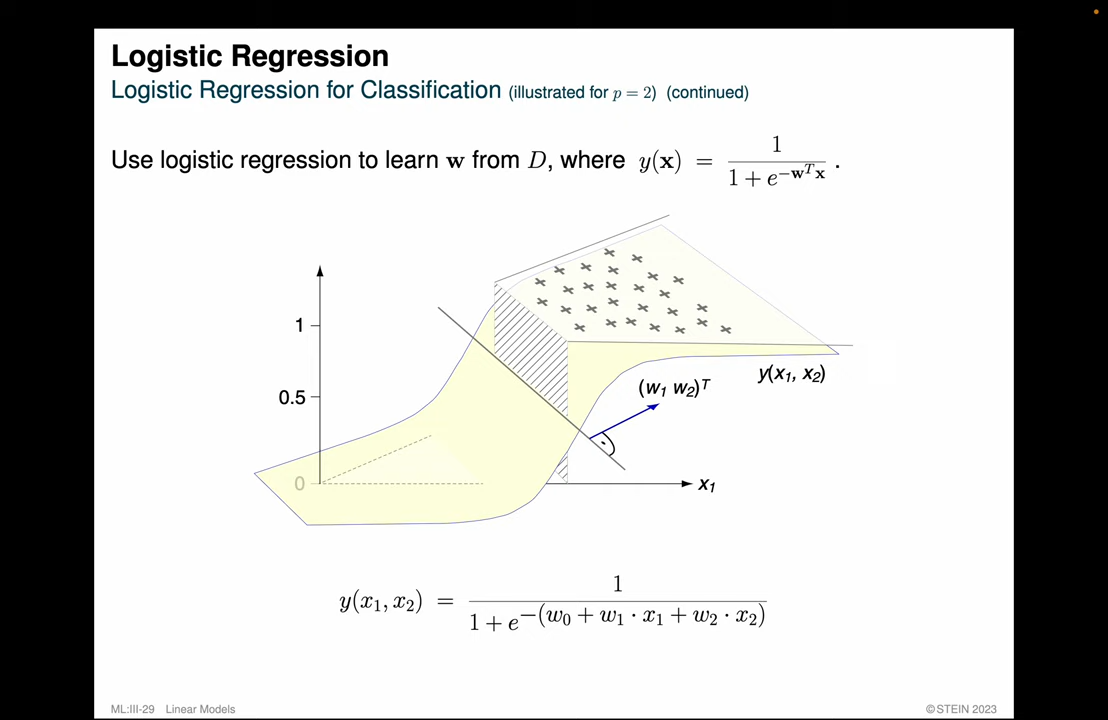 Logistic Regression
Logistic Regression for Classification (illustrated for p = 2) (continued)
Use logistic regression to learn w from D, where y(x) = 1 / (1 + e^{-w^T x}) .
1
0.5
0
(w₁ w₂)ᵀ
y(x₁, x₂)
x₁
y(x₁, x₂) = 1 / (1 + e^{-(w₀ + w₁ · x₁ + w₂ · x₂)})
ML:III-29 Linear Models
© STEIN 2023